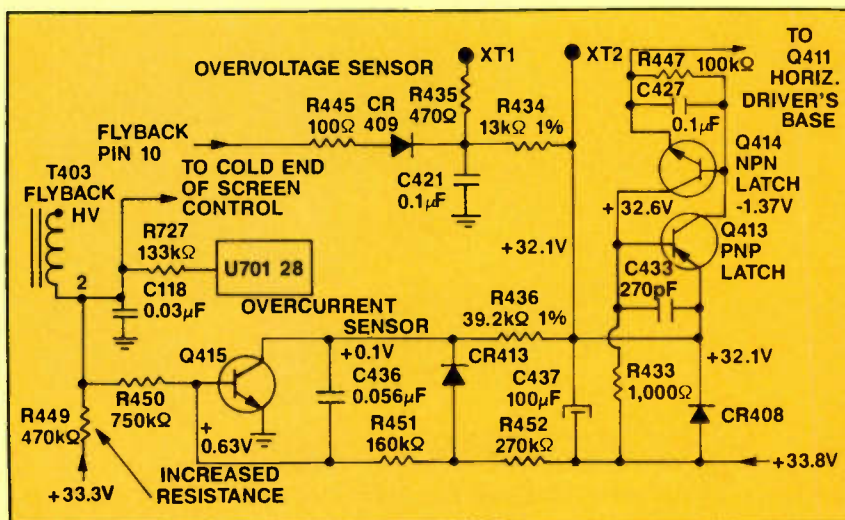 OVERVOLTAGE SENSOR
XT1
XT2
TO
Q411
HORIZ.
DRIVER'S
BASE
R447
100kΩ
C427
0.1µF
R445
100Ω
CR
409
R435
470Ω
R434
13kΩ 1%
FLYBACK
PIN 10
C421
0.1µF
Q414
NPN
LATCH
-1.37V
+32.6V
T403
FLYBACK
HV
TO COLD END
OF SCREEN
CONTROL
R727
133kΩ
U701 28
+32.1V
Q413
PNP
LATCH
C433
270pF
2
C118
0.03µF
OVERCURRENT
SENSOR
R436
39.2kΩ 1%
+0.1V
Q415
CR413
C436
0.056µF
C437
100µF
R433
1,000Ω
+32.1V
CR408
R449
470kΩ
R450
750kΩ
+
0.63V
R451
160kΩ
R452
270kΩ
+33.3V
INCREASED
RESISTANCE
+33.8V